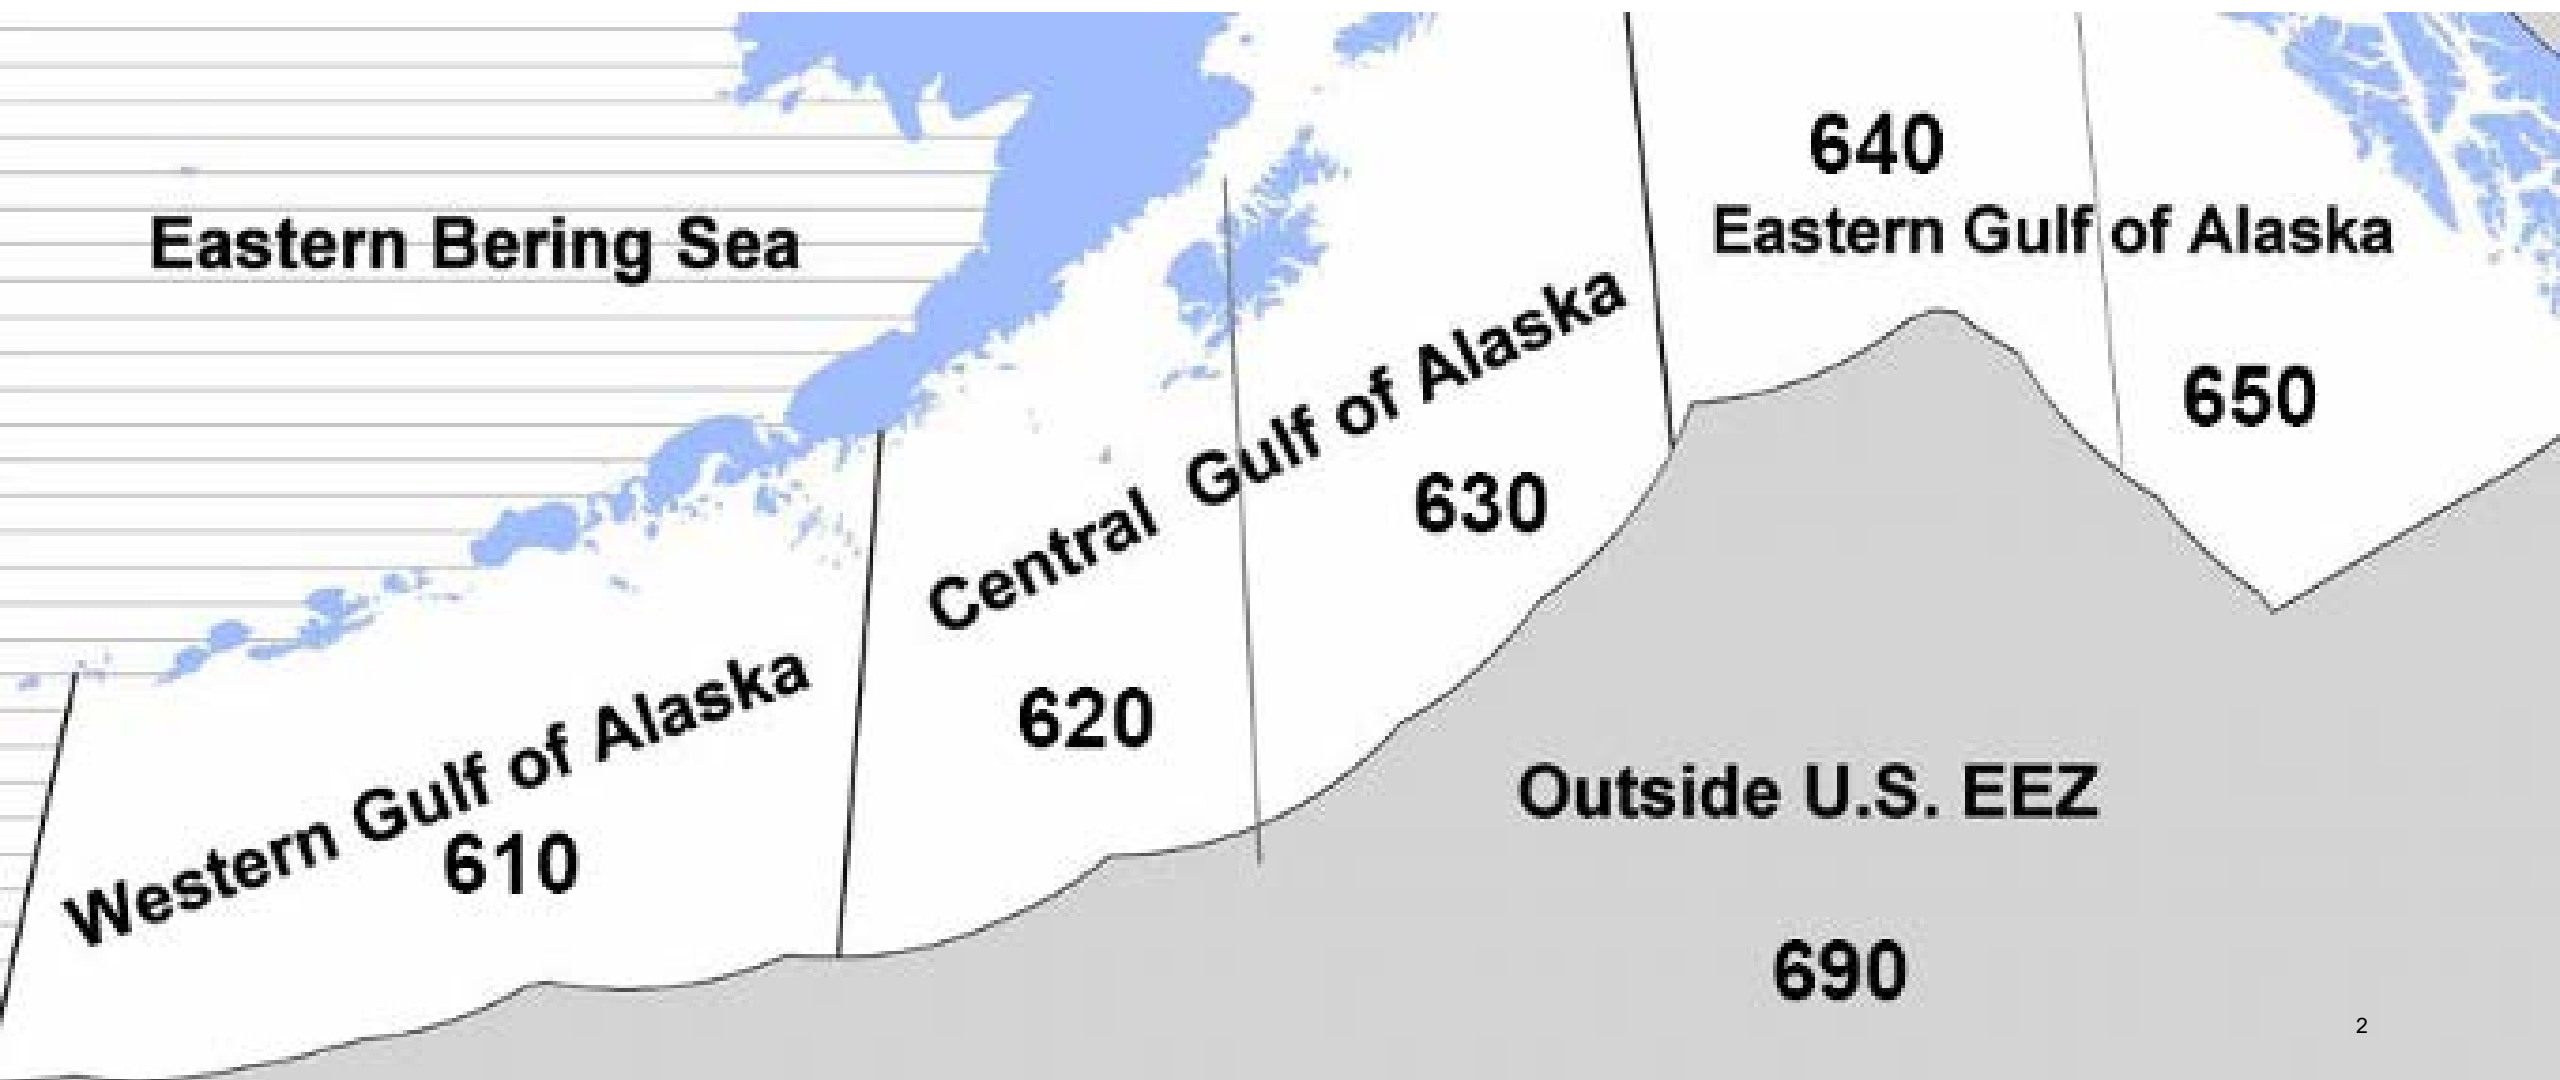 640
Eastern Bering Sea
Eastern Gulf of Alaska
Central Gulf of Alaska
650
630
620
Western Gulf of Alaska
610
Outside U.S. EEZ
690
2